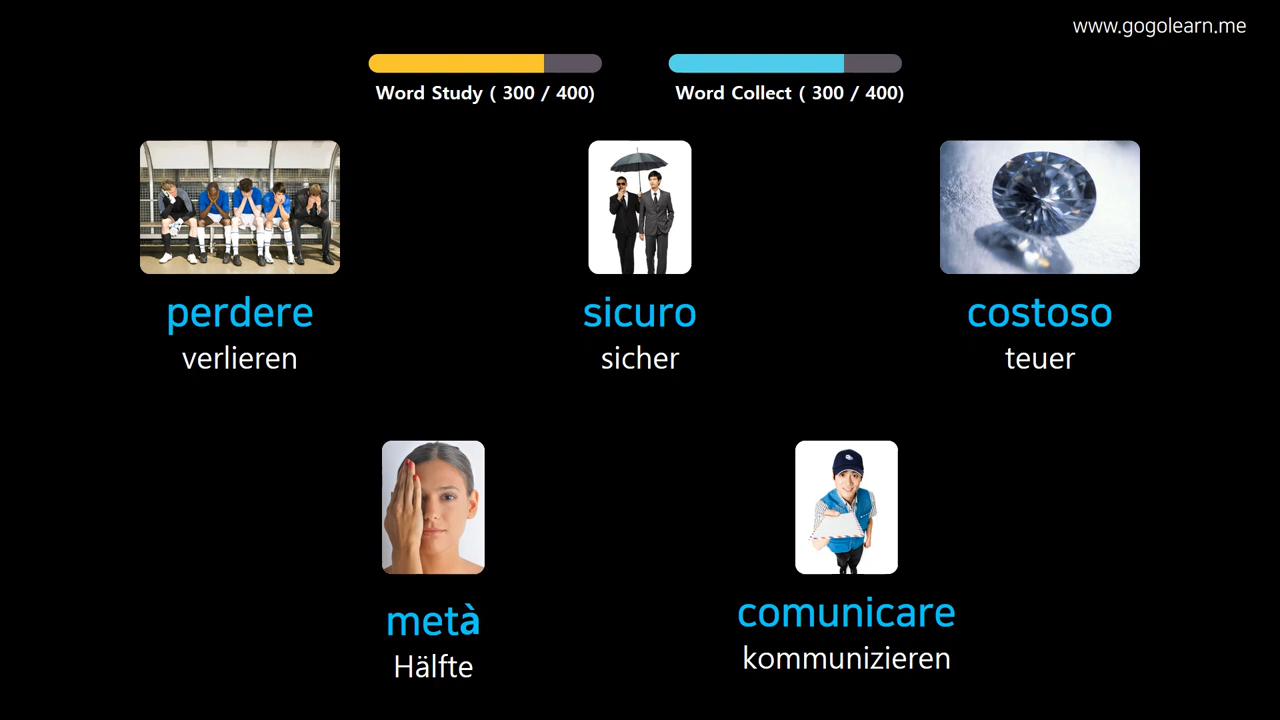 www.gogolearn.me
Word Study ( 300 / 400)
Word Collect ( 300 / 400)
perdere
verlieren
sicuro
sicher
costoso
teuer
metà
Hälfte
comunicare
kommunizieren